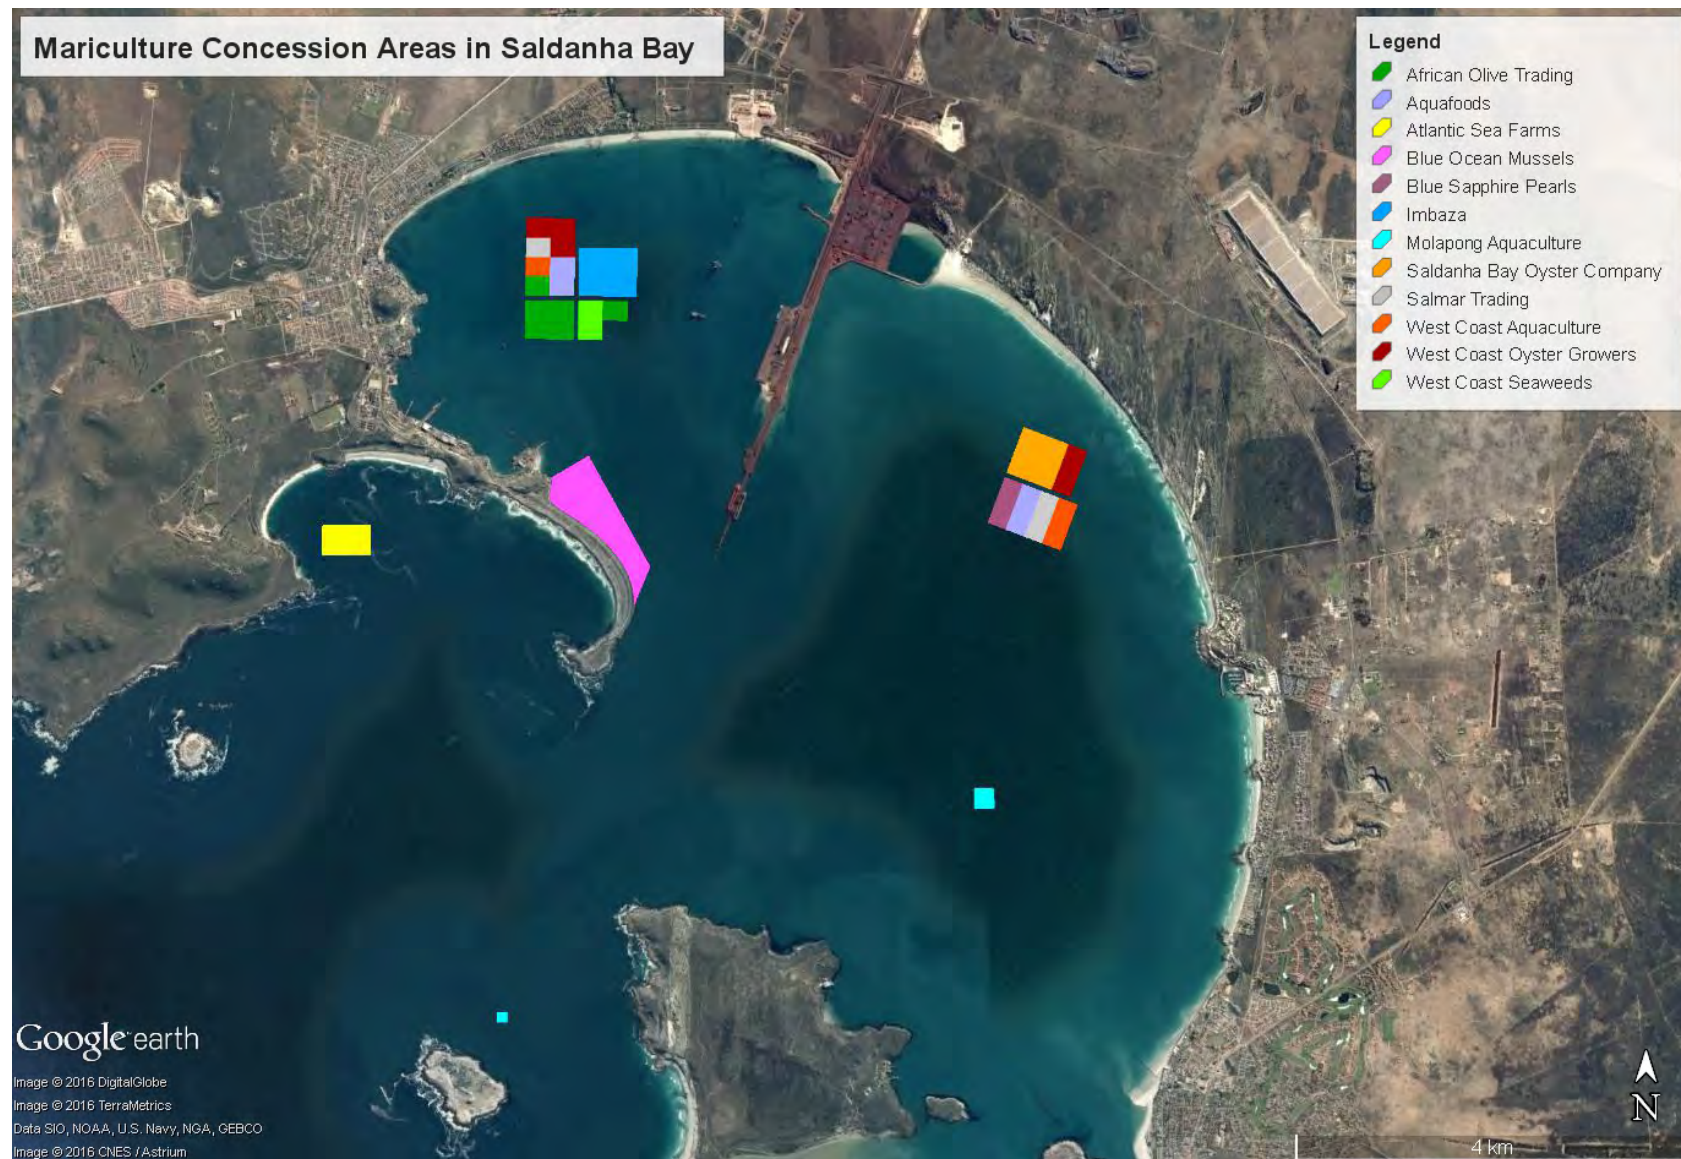 Mariculture Concession Areas in Saldanha Bay
Legend
African Olive Trading
Aquafoods
Atlantic Sea Farms
Blue Ocean Mussels
Blue Sapphire Pearls
Imbaza
Molapong Aquaculture
Saldanha Bay Oyster Company
Salmar Trading
West Coast Aquaculture
West Coast Oyster Growers
West Coast Seaweeds
Google earth
Image © 2016 DigitalGlobe
Image © 2016 TerraMetrics
Data SIO, NOAA, U.S. Navy, NGA, GEBCO
Image © 2016 CNES / Astrium
N
4 km